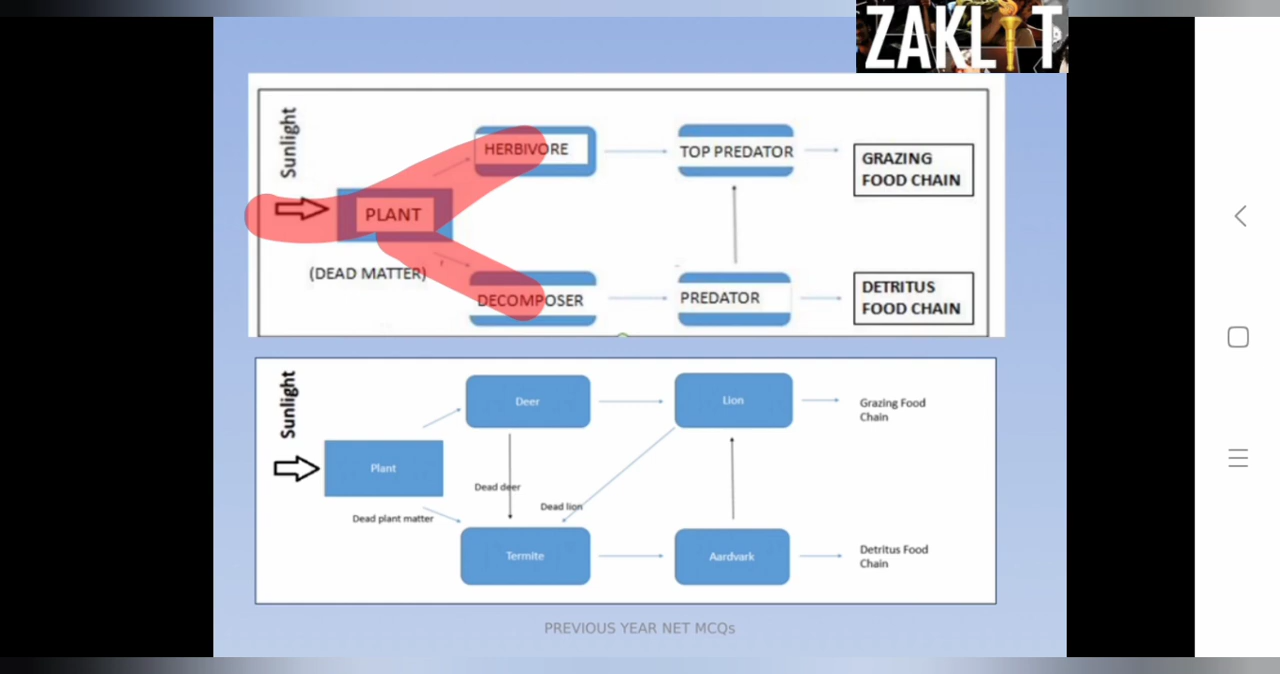 ZAKLIT
Sunlight
HERBIVORE
TOP PREDATOR
GRAZING
FOOD CHAIN
PLANT
(DEAD MATTER)
DECOMPOSER
PREDATOR
DETRITUS
FOOD CHAIN
Sunlight
Deer
Lion
Grazing Food
Chain
Plant
Dead deer
Dead lion
Dead plant matter
Termite
Aardvark
Detritus Food
Chain
PREVIOUS YEAR NET MCQs